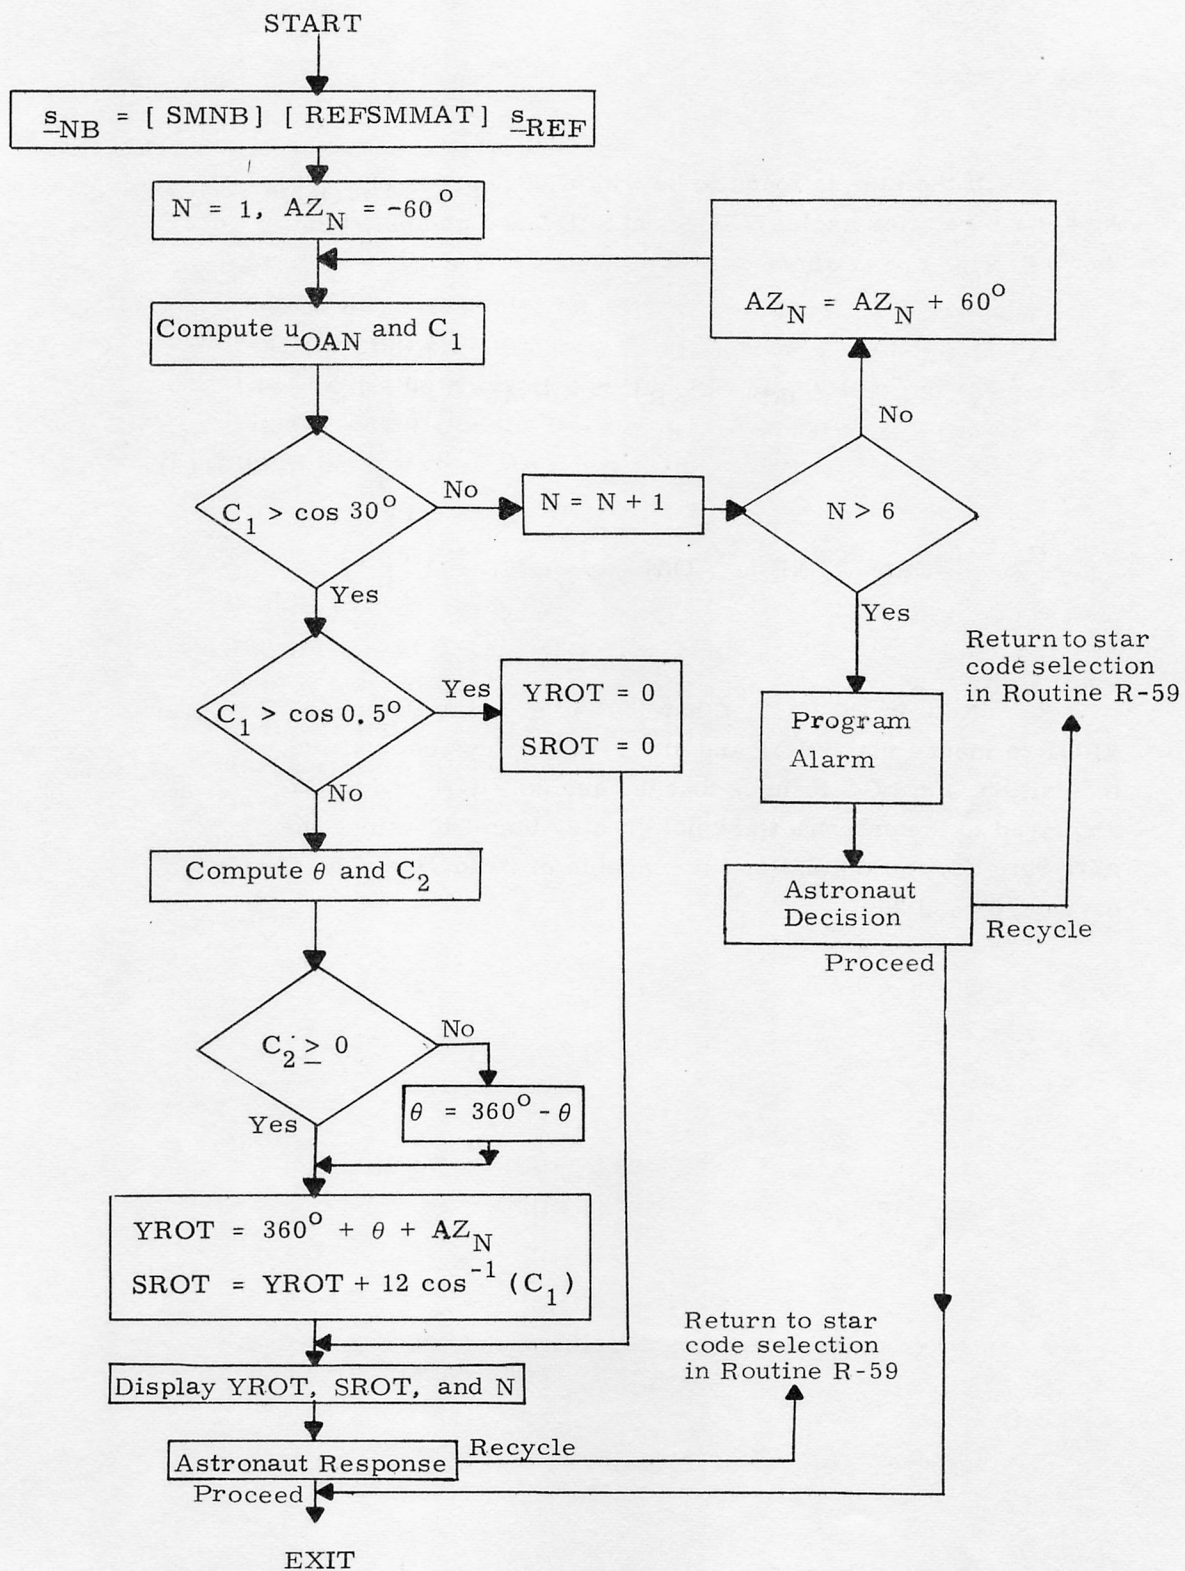 START
s_NB = [ SMNB ] [ REFSMMAT ] s_REF
N = 1, AZ_N = -60°
Compute u_OAN and C_1
AZ_N = AZ_N + 60°
No
C_1 > cos 30°
No
N = N + 1
N > 6
Yes
Yes
Return to star
code selection
in Routine R-59
C_1 > cos 0.5°
Yes
YROT = 0
SROT = 0
No
Program
Alarm
Compute θ and C_2
Astronaut
Decision
Recycle
Proceed
C_2 ≥ 0
No
Yes
θ = 360° - θ
YROT = 360° + θ + AZ_N
SROT = YROT + 12 cos^-1 (C_1)
Return to star
code selection
in Routine R-59
Display YROT, SROT, and N
Astronaut Response
Recycle
Proceed
EXIT